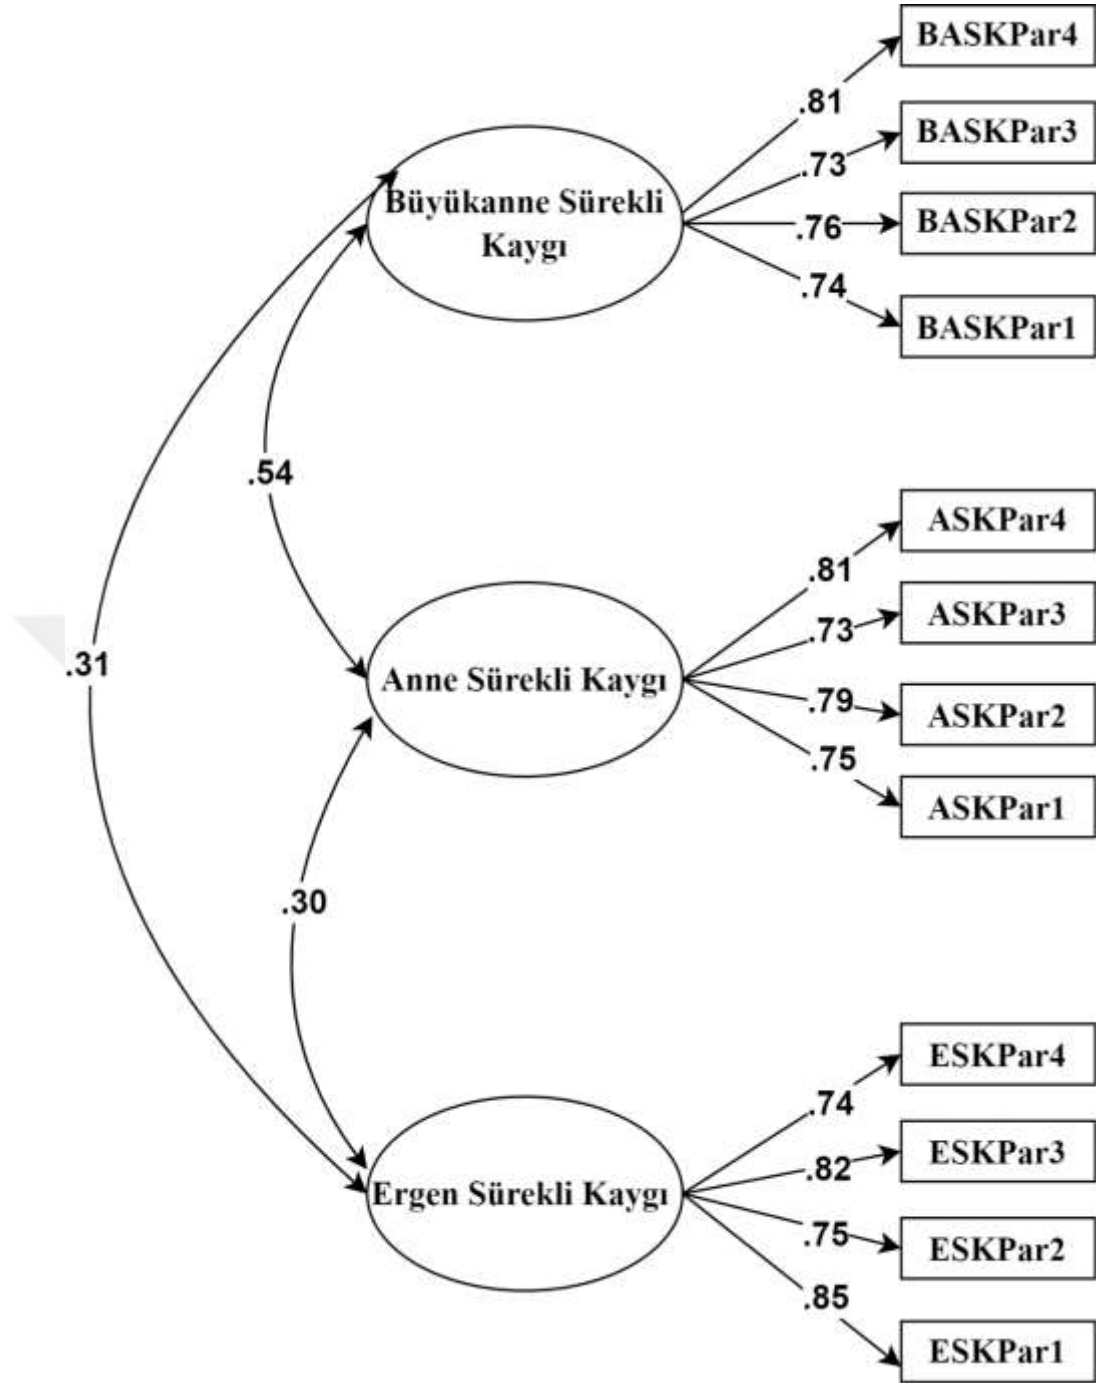 BASKPar4
.81
BASKPar3
.73
Büyükanne Sürekli
Kaygı
BASKPar2
.76
.74
BASKPar1
.54
ASKPar4
.81
ASKPar3
.73
.31
Anne Sürekli Kaygı
.79
ASKPar2
.75
ASKPar1
.30
ESKPar4
.74
ESKPar3
.82
Ergen Sürekli Kaygı
.75
ESKPar2
.85
ESKPar1